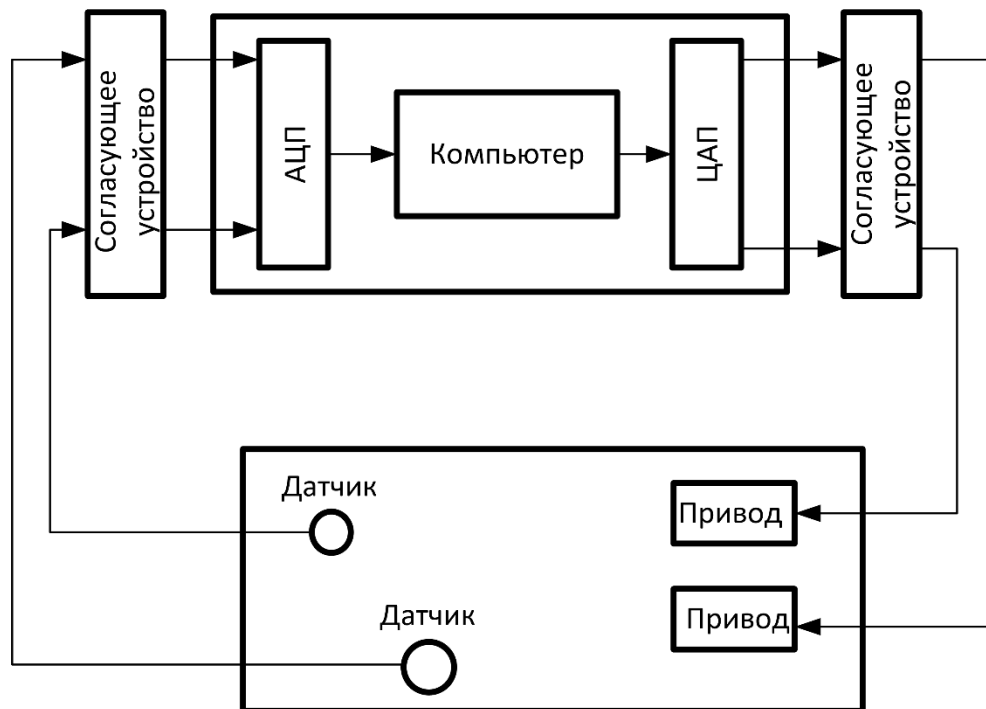 Согласующее
устройство
АЦП
Компьютер
ЦАП
Согласующее
устройство
Датчик
Привод
Датчик
Привод